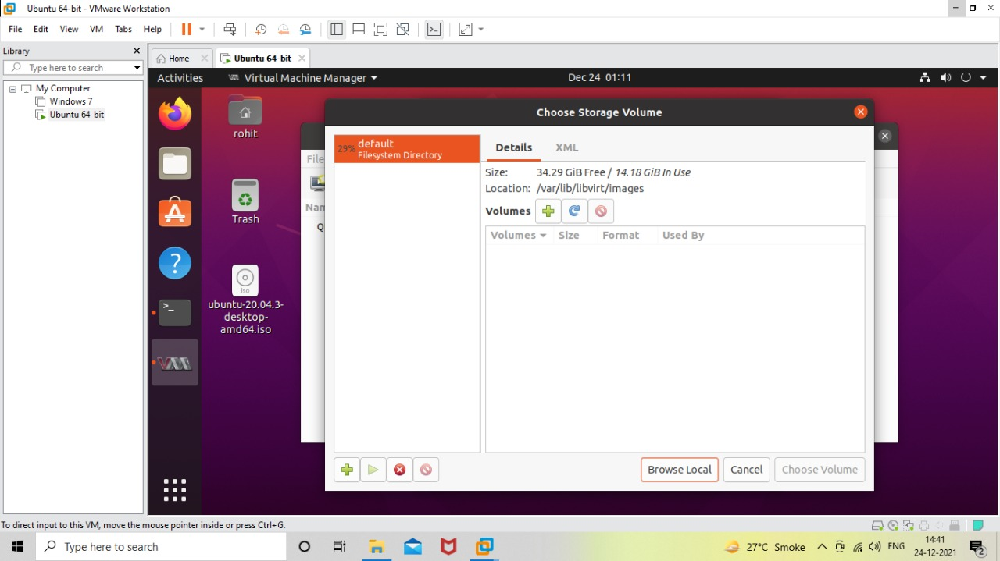 Ubuntu 64-bit - VMware Workstation
File Edit View VM Tabs Help
Library
Type here to search
My Computer
Windows 7
Ubuntu 64-bit
Home
Ubuntu 64-bit
Activities
Virtual Machine Manager
Dec 24 01:11
rohit
Trash
iso
ubuntu-20.04.3-
desktop-
amd64.iso
File
Nam
Q
Choose Storage Volume
29% default
Filesystem Directory
Details XML
Size: 34.29 GiB Free / 14.18 GiB In Use
Location: /var/lib/libvirt/images
Volumes
Volumes Size Format Used By
Browse Local Cancel Choose Volume
To direct input to this VM, move the mouse pointer inside or press Ctrl+G.
Type here to search
27°C Smoke
ENG
14:41
24-12-2021
2